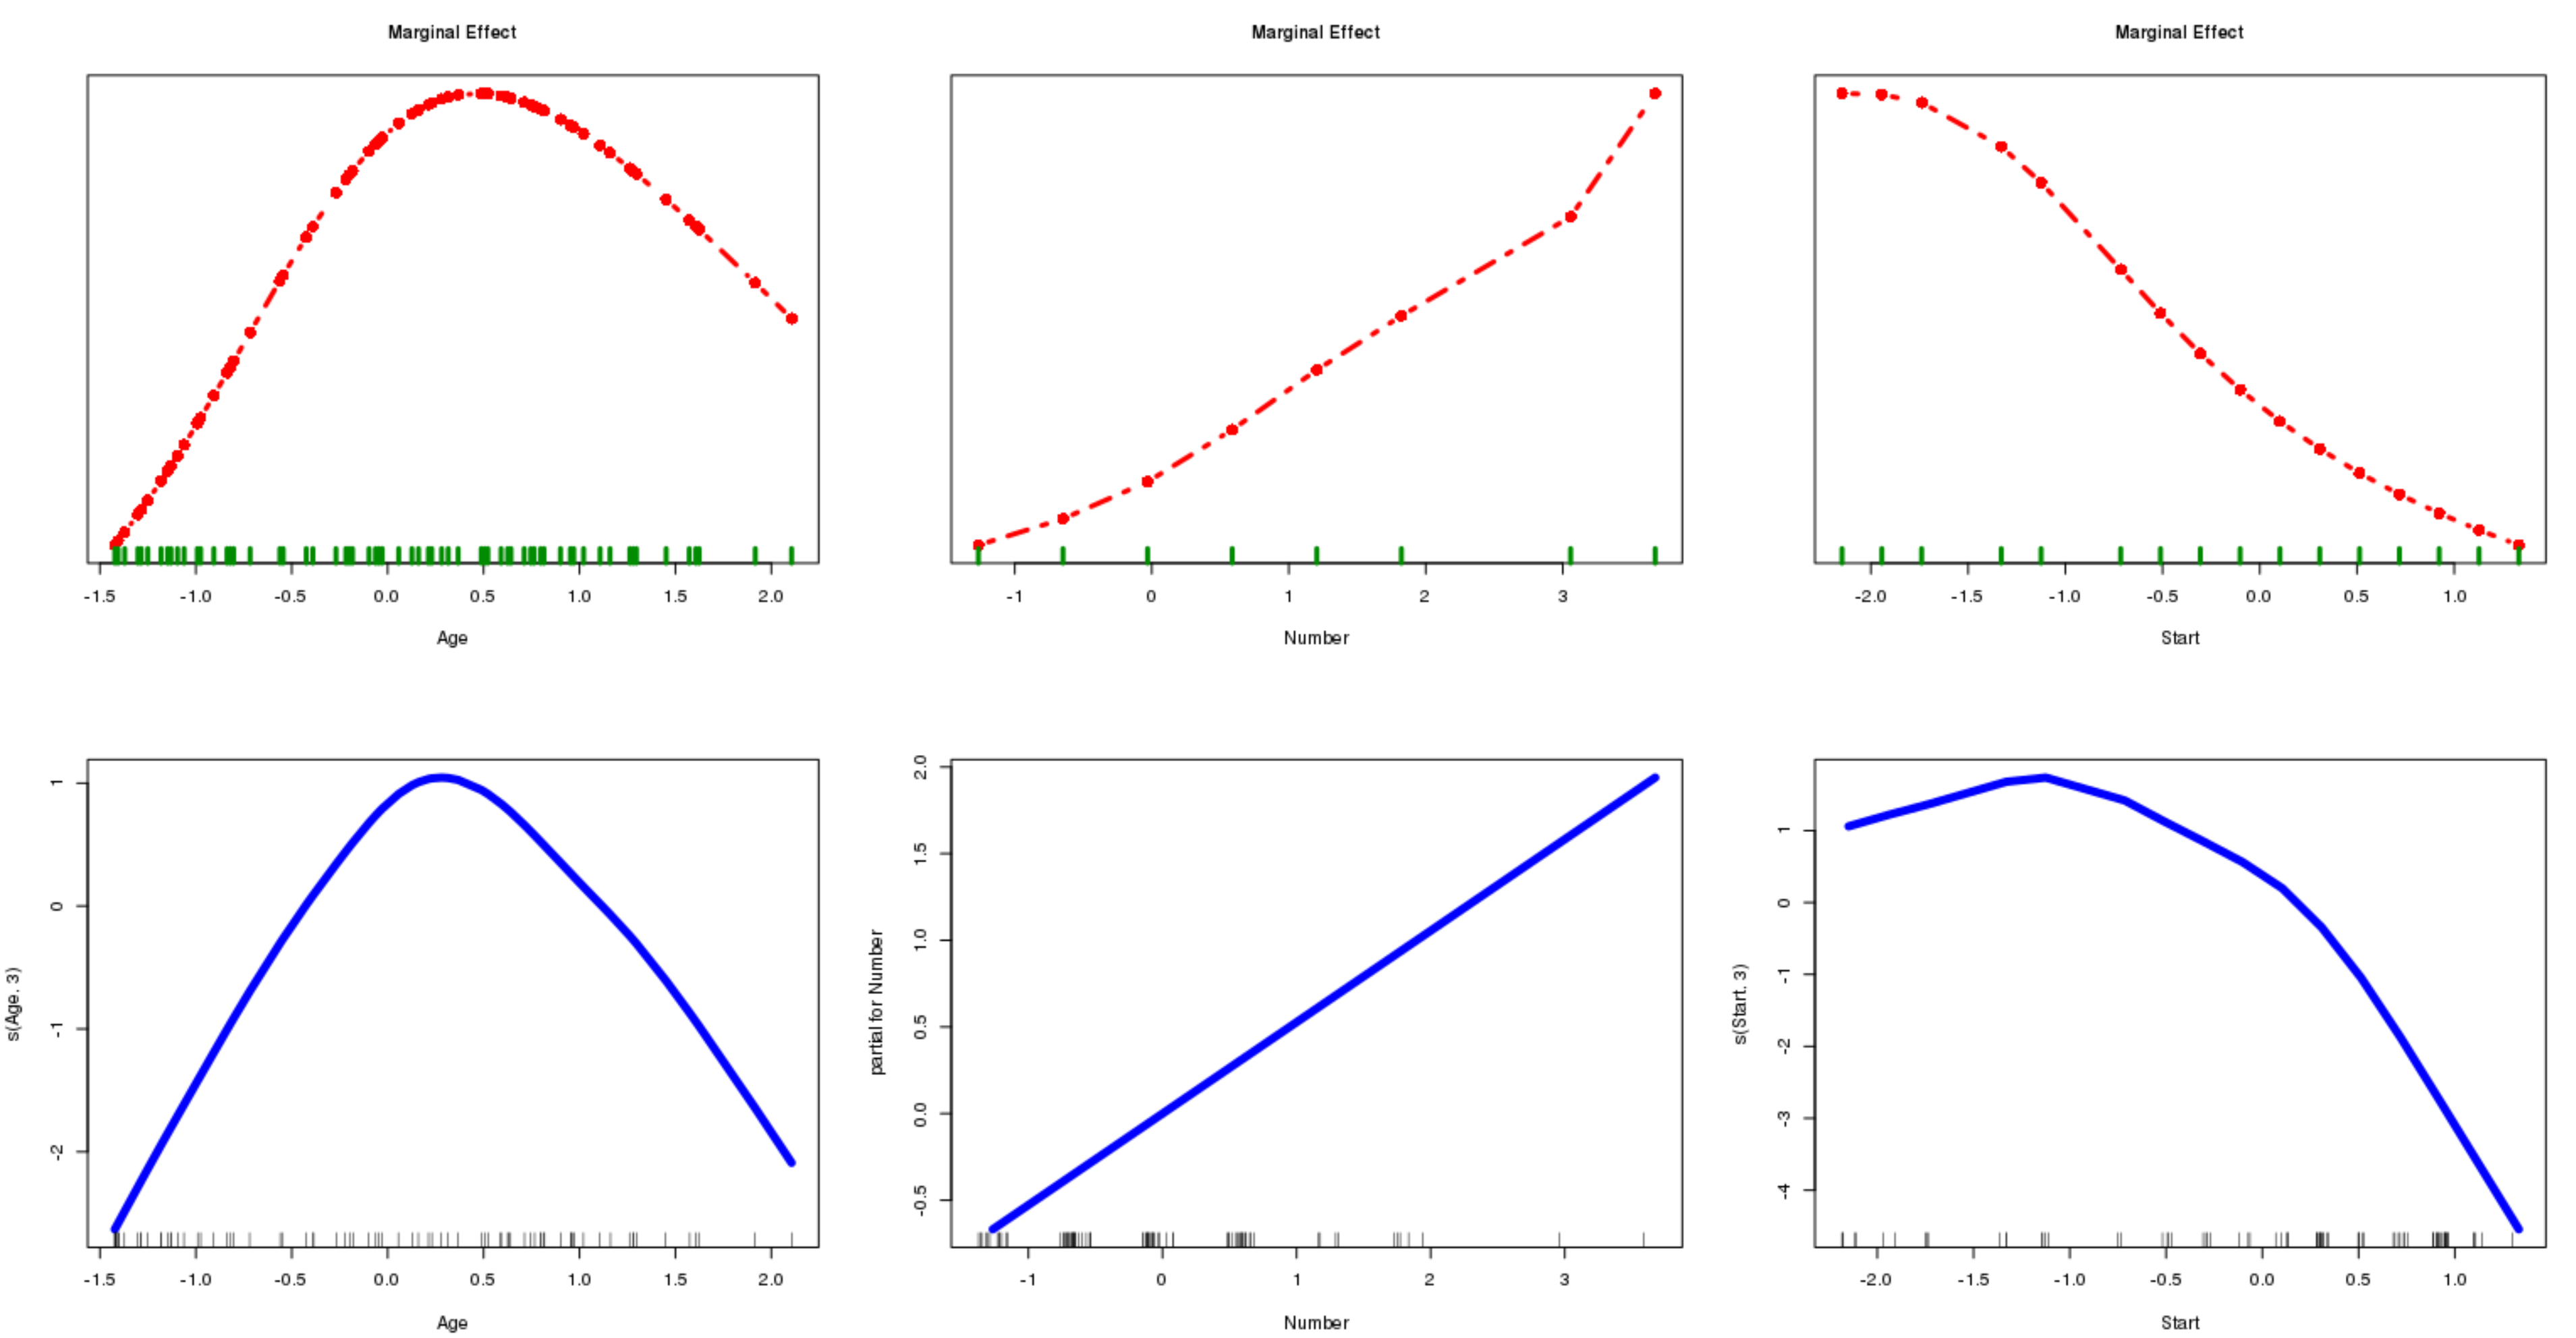 Marginal Effect
Marginal Effect
Marginal Effect
-1.5 -1.0 -0.5 0.0 0.5 1.0 1.5 2.0
Age
-1 0 1 2 3
Number
-2.0 -1.5 -1.0 -0.5 0.0 0.5 1.0
Start
s(Age. 3)
1
0
-1
-2
-1.5 -1.0 -0.5 0.0 0.5 1.0 1.5 2.0
Age
partial for Number
2.0
1.5
1.0
0.5
0.0
-0.5
-1 0 1 2 3
Number
s(Start. 3)
1
0
-1
-2
-3
-4
-2.0 -1.5 -1.0 -0.5 0.0 0.5 1.0
Start